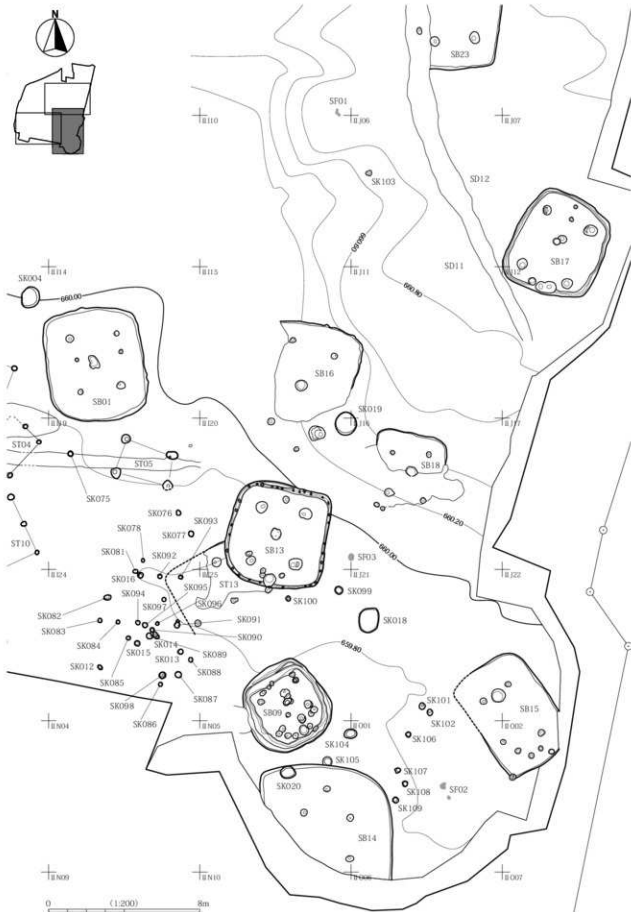 N
SB23
SF01
II J06
II J07
II I10
SK103
SD12
SB17
SK004
II I14
II I15
II J11
SD11
II J12
660.00
660.60
660.80
SB01
SB16
SK019
II I19
II I20
II J16
II J17
ST04
ST05
SB18
SK075
660.20
SK076
SK093
SK078
SK077
ST10
SK081
SK092
SB13
660.00
II I24
SK016
II I25
SF03
II J21
II J22
SK095
ST13
SK094
SK099
SK082
SK097
SK096
SK100
SK083
SK091
SK018
SK084
SK090
SK014
659.80
SK015
SK089
SK012
SK013
SK088
SK085
SK087
SK101
SB15
SK098
SB09
SK102
II N04
SK086
II N05
II O01
II O02
SK104
SK106
SK105
SK107
SK020
SK108
SF02
SK109
SB14
II N09
II N10
II O06
II O07
0 (1:200) 8m